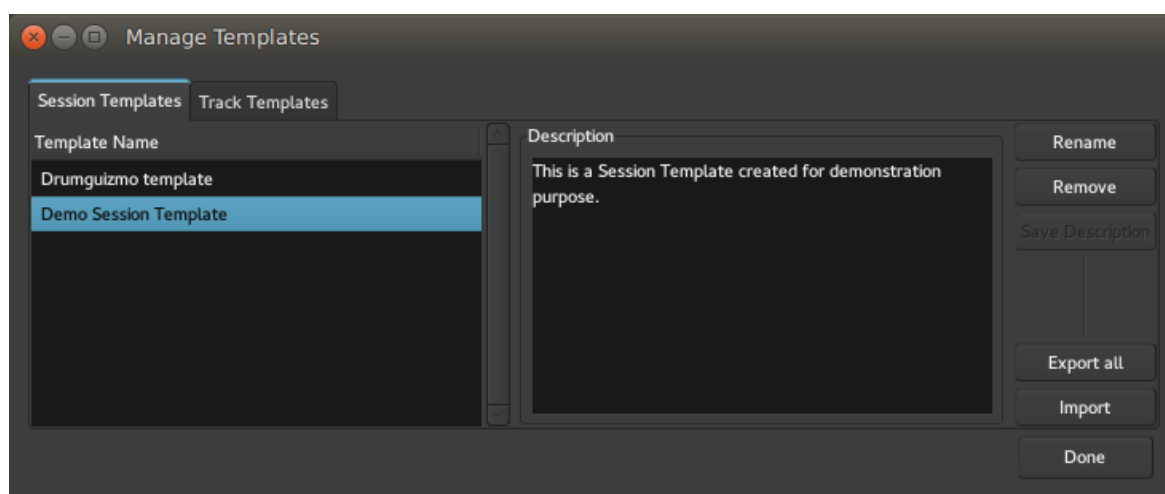 Manage Templates
Session Templates
Track Templates
Template Name
Drumguizmo template
Demo Session Template
Description
This is a Session Template created for demonstration
purpose.
Rename
Remove
Save Description
Export all
Import
Done